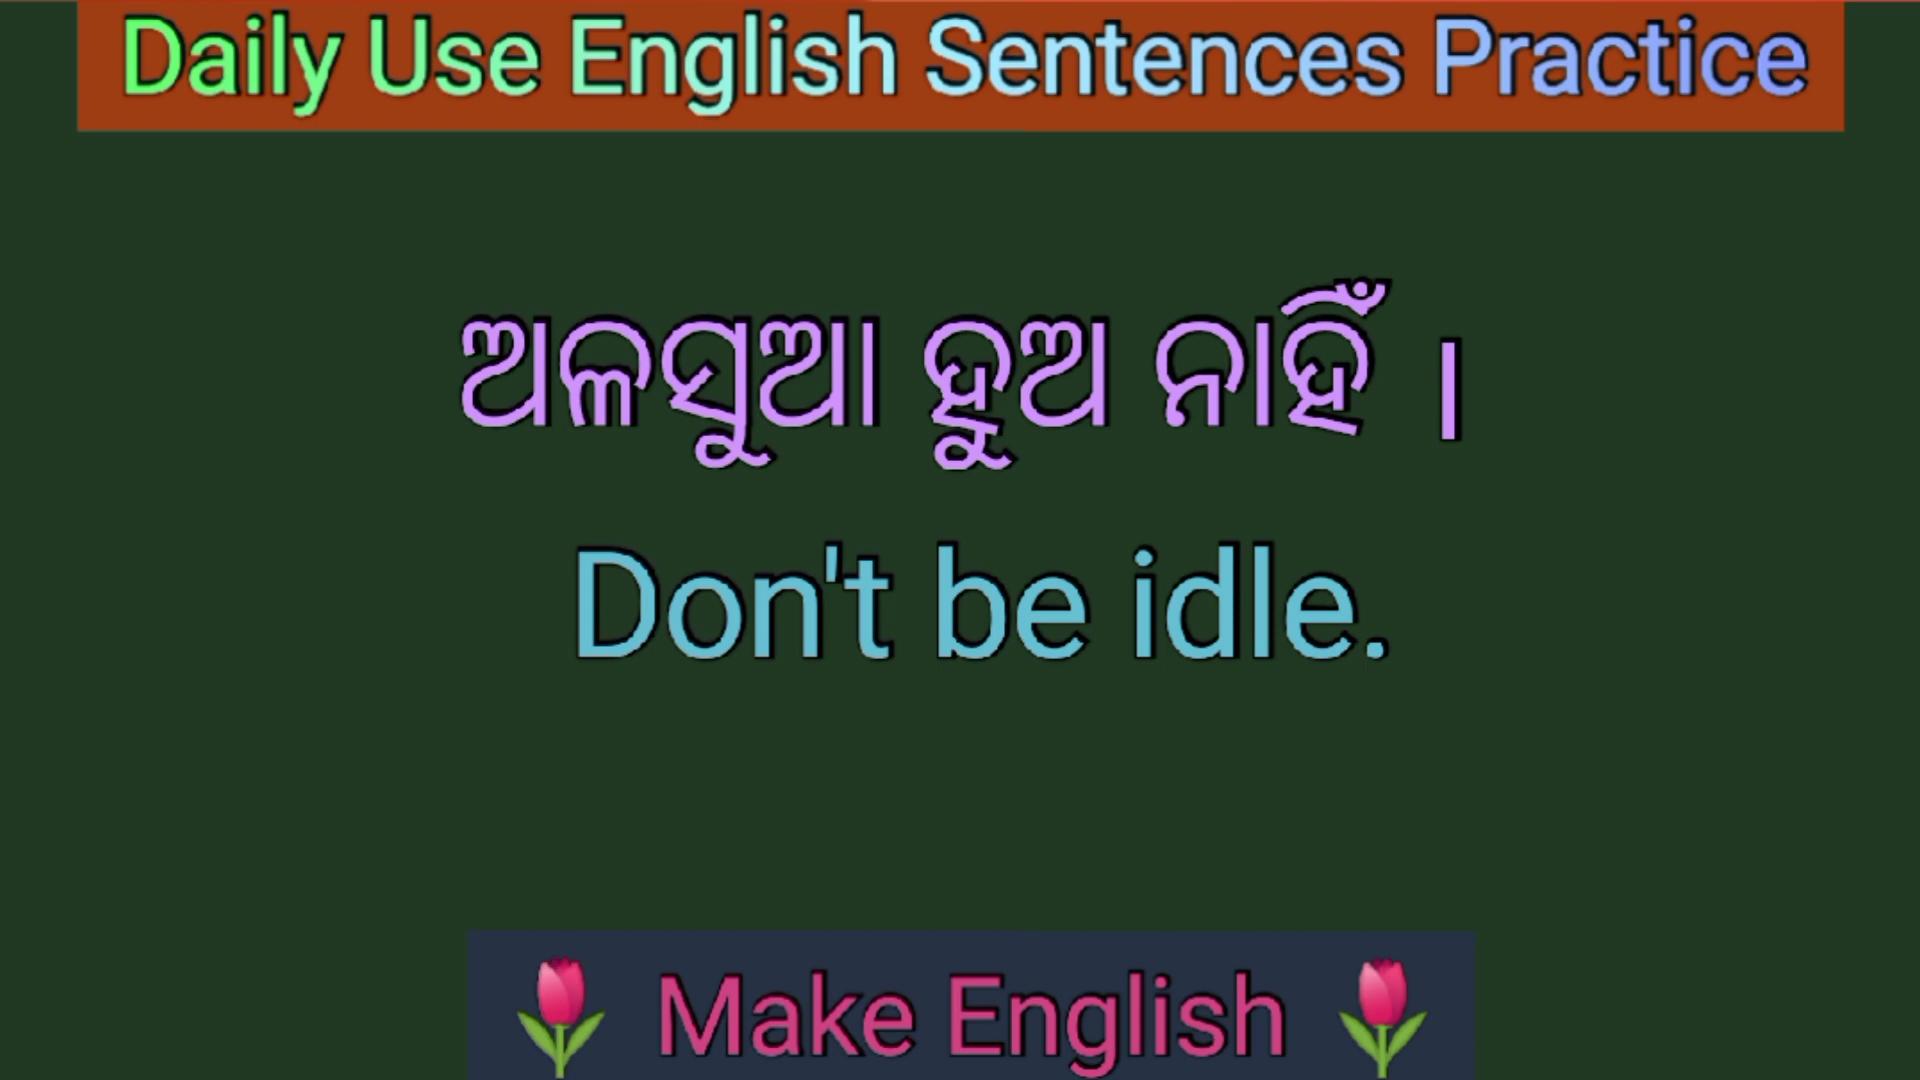 Daily Use English Sentences Practice
ଅଳସୁଆ ହୁଅ ନାହିଁ ।
Don't be idle.
🌷 Make English 🌷